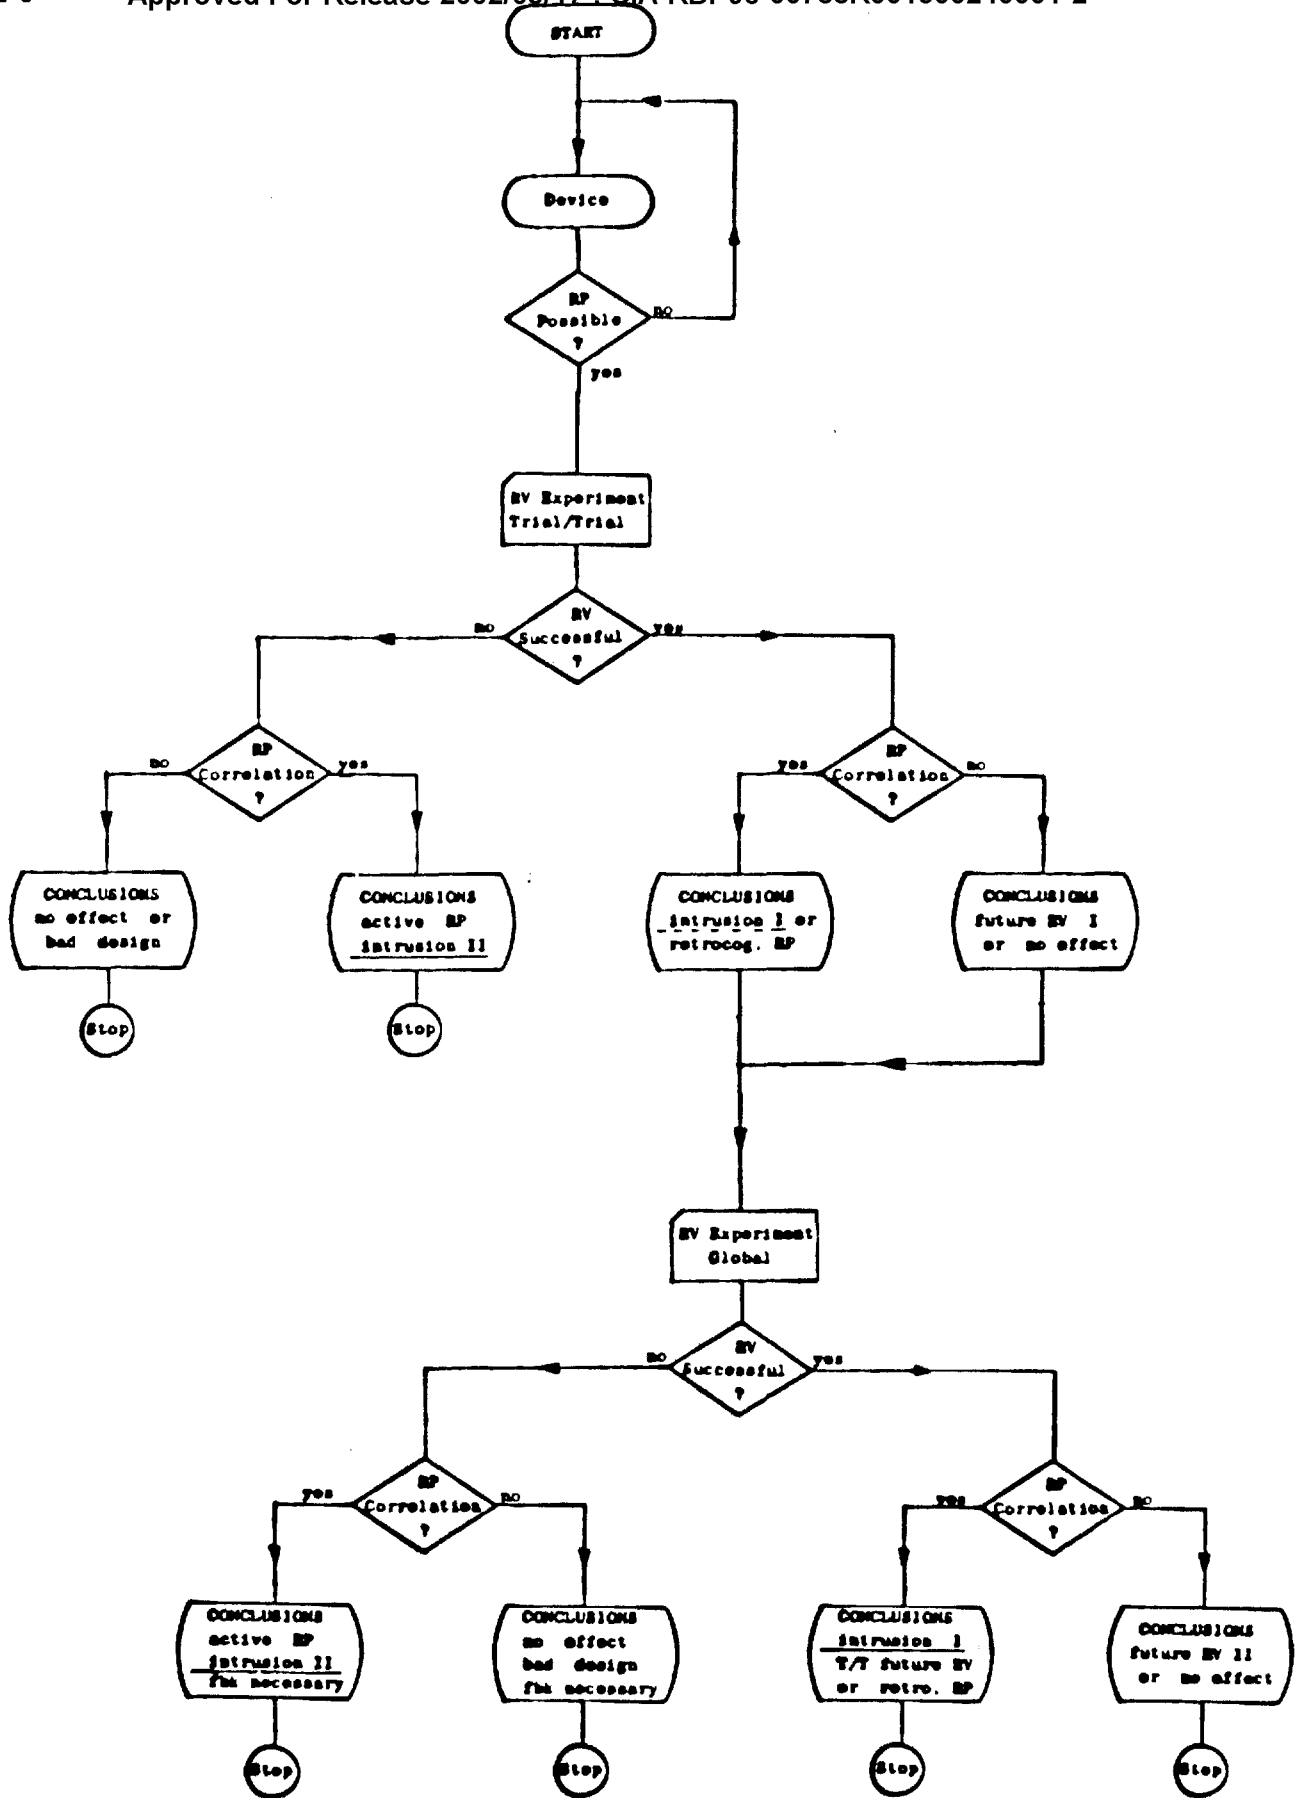 Approved For Release
START
Device
RP
Possible
?
no
yes
RV Experiment
Trial/Trial
RV
Successful
?
no
yes
RP
Correlation
?
no
yes
RP
Correlation
?
yes
no
CONCLUSIONS
no effect or
bad design
CONCLUSIONS
active RP
intrusion II
CONCLUSIONS
intrusion I or
retrocog. RP
CONCLUSIONS
future RV I
or no effect
Stop
Stop
RV Experiment
Global
RV
Successful
?
no
yes
RP
Correlation
?
yes
no
RP
Correlation
?
yes
no
CONCLUSIONS
active RP
intrusion II
fbk necessary
CONCLUSIONS
no effect
bad design
fbk necessary
CONCLUSIONS
intrusion I
T/T future RV
or retro. RP
CONCLUSIONS
future RV II
or no effect
Stop
Stop
Stop
Stop